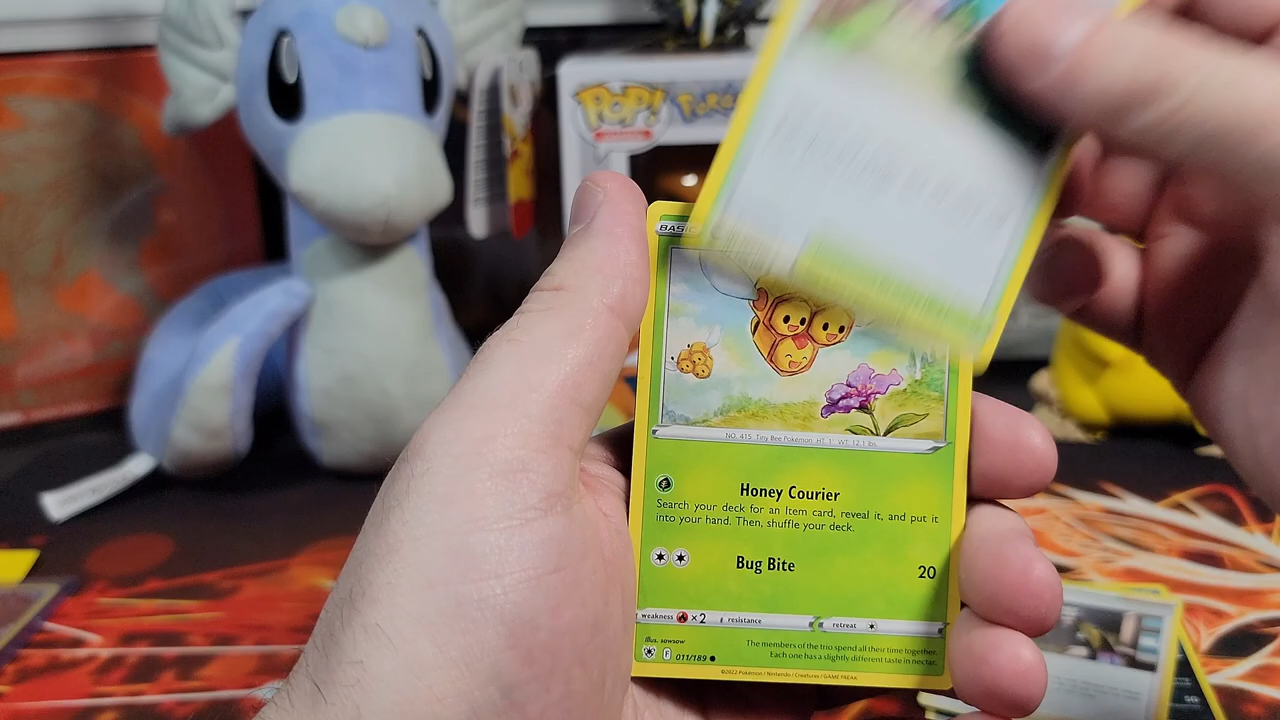 POP!
Poké
BASIC
NO. 415 Tiny Bee Pokémon HT 1' WT 12.1 lbs.
Honey Courier
Search your deck for an Item card, reveal it, and put it
into your hand. Then, shuffle your deck.
Bug Bite 20
weakness ×2 resistance retreat
Illus. sowsow
F 011/189
The members of the trio spend all their time together.
Each one has a slightly different taste in nectar.
©2022 Pokémon / Nintendo / Creatures / GAME FREAK